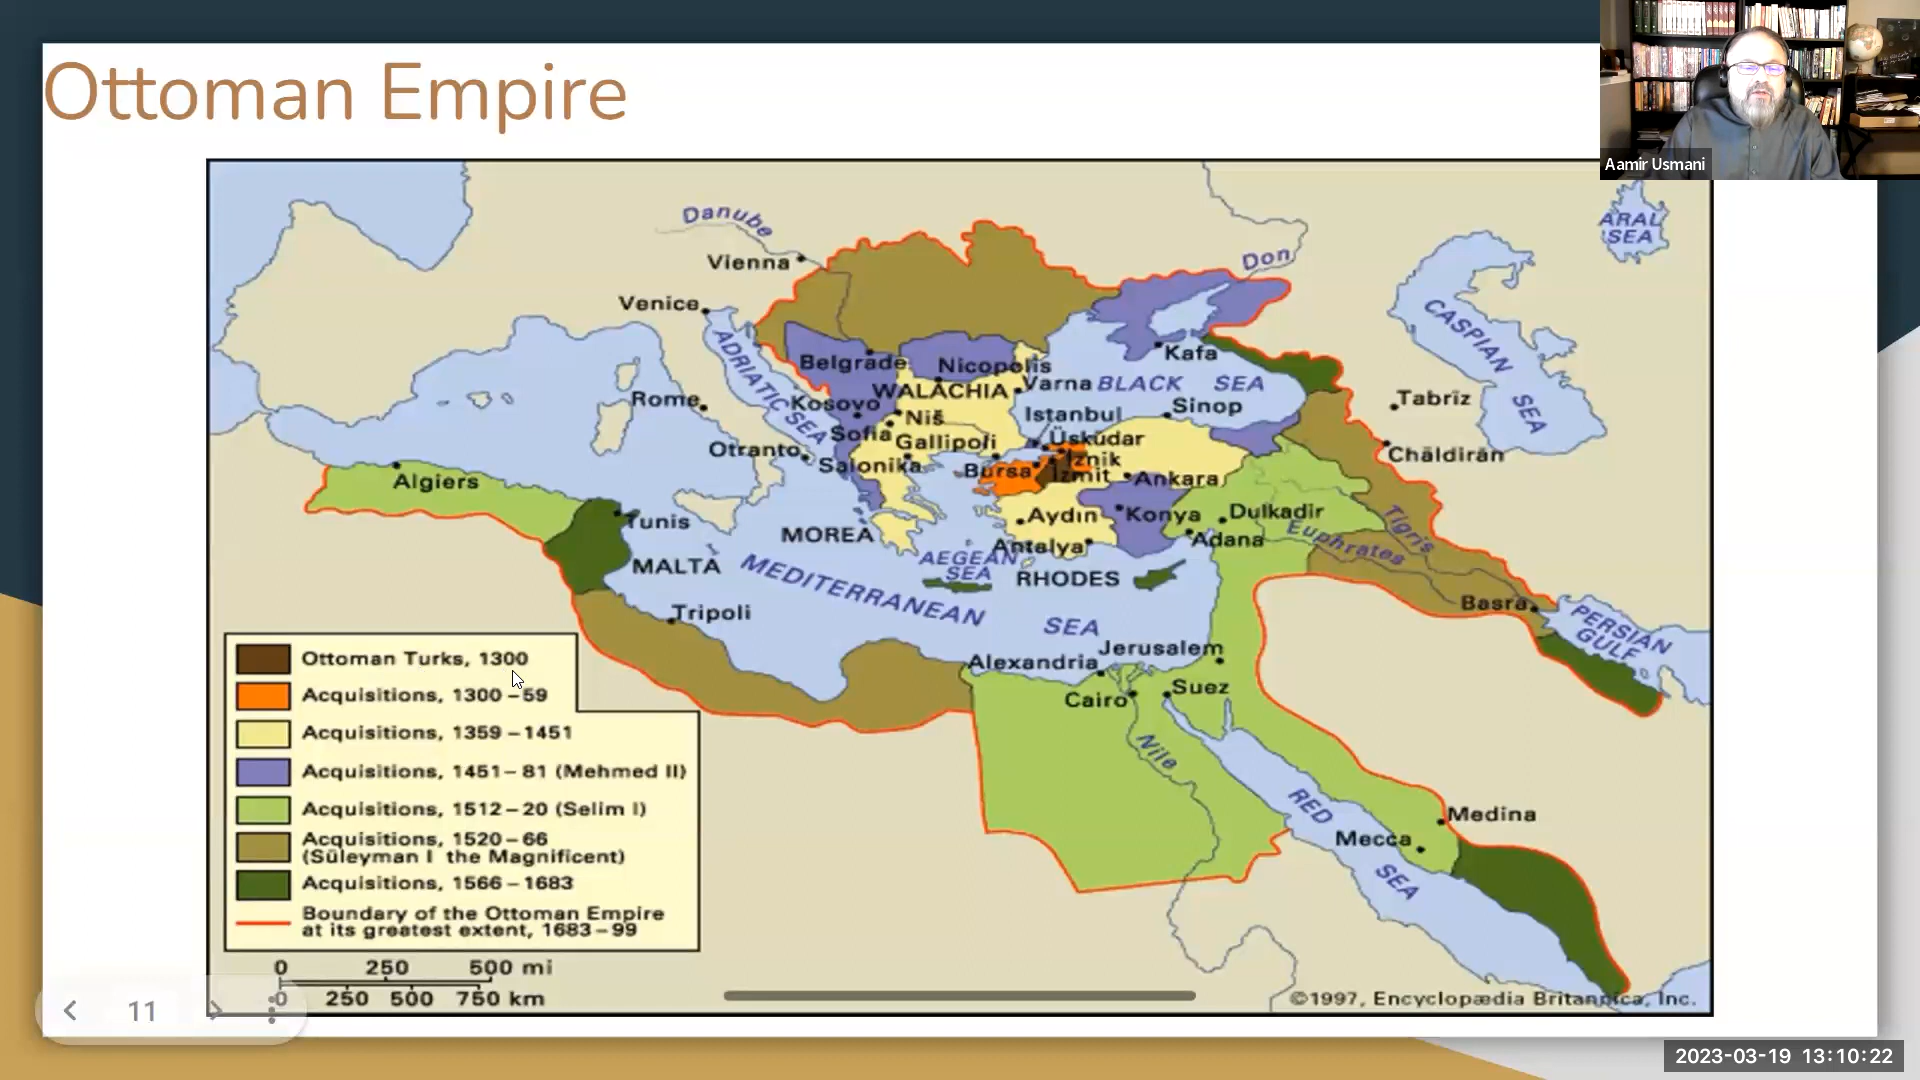 Ottoman Empire
Aamir Usmani
ARAL
SEA
Danube
Vienna
Don
Venice
CASPIAN
SEA
ADRIATIC SEA
Belgrade
Nicopolis
Kafa
WALACHIA
Varna
BLACK SEA
Tabrīz
Rome
Kosovo
Niš
Istanbul
Sinop
Sofia
Gallipoli
Üsküdar
Chāldirān
Otranto
Salonika
Bursa
Iznik
Izmit
Ankara
Algiers
Tunis
MOREA
Aydın
Konya
Dulkadir
Tigris
Euphrates
Antalya
Adana
MALTA
MEDITERRANEAN SEA
AEGEAN
SEA
RHODES
Basra
PERSIAN
GULF
Tripoli
Jerusalem
Alexandria
Cairo
Suez
Nile
RED
SEA
Medina
Mecca
Ottoman Turks, 1300
Acquisitions, 1300–59
Acquisitions, 1359–1451
Acquisitions, 1451–81 (Mehmed II)
Acquisitions, 1512–20 (Selim I)
Acquisitions, 1520–66
(Süleyman I the Magnificent)
Acquisitions, 1566–1683
Boundary of the Ottoman Empire
at its greatest extent, 1683–99
0 250 500 mi
0 250 500 750 km
©1997, Encyclopædia Britannica, Inc.
11
2023-03-19 13:10:22